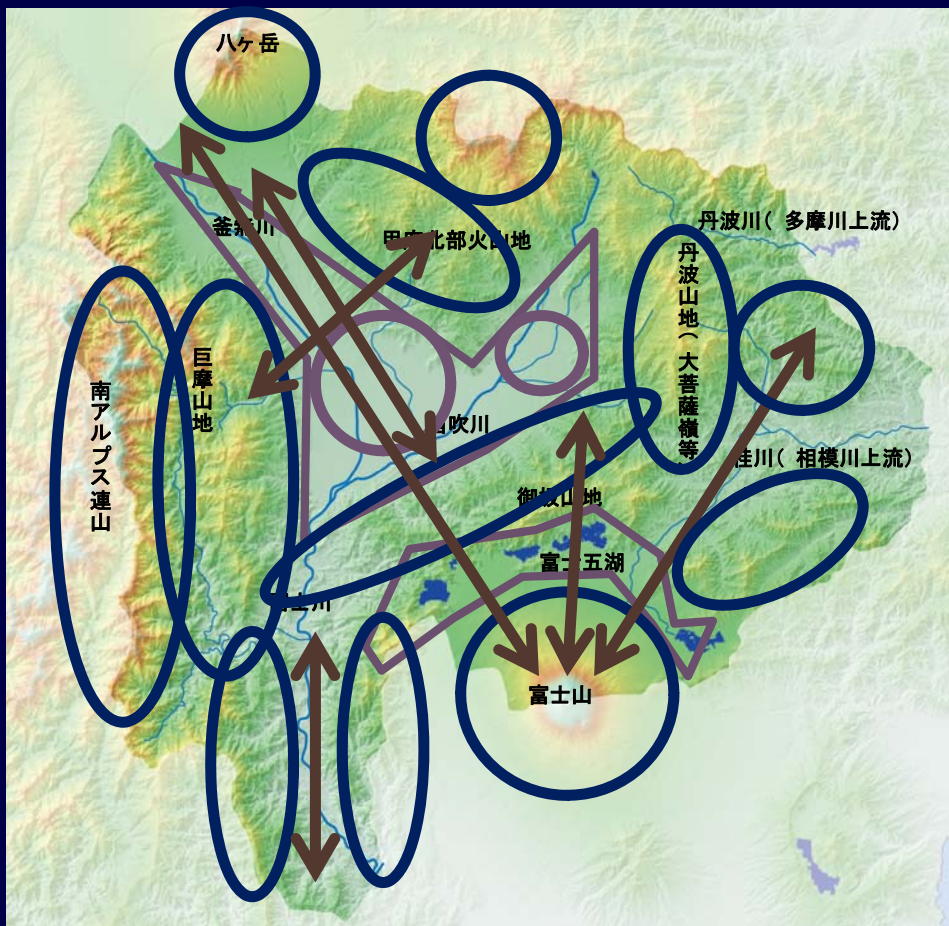 八ヶ岳
釜無川
甲府北部火山地
丹波川( 多摩川上流)
丹波山地( 大菩薩嶺等
巨摩山地
南アルプス連山
吹川
桂川( 相模川上流)
御坂山地
富士五湖
士川
富士山